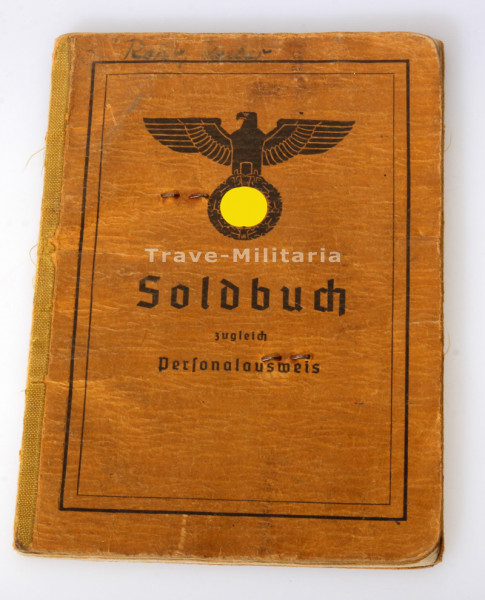 Trave-Militaria
Soldbuch
zugleich
Perſonalausweis